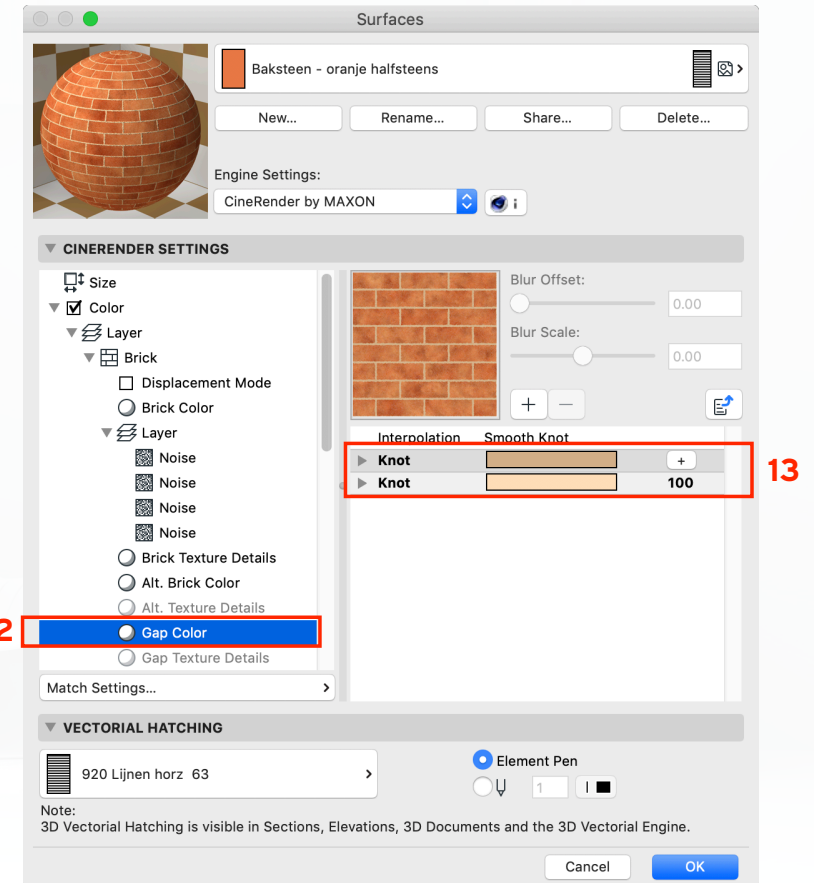 Surfaces
Baksteen - oranje halfsteens
New...
Rename...
Share...
Delete...
Engine Settings:
CineRender by MAXON
i
CINERENDER SETTINGS
Size
Color
Layer
Brick
Displacement Mode
Brick Color
Layer
Noise
Noise
Noise
Noise
Brick Texture Details
Alt. Brick Color
Alt. Texture Details
2
Gap Color
Gap Texture Details
Match Settings...
Blur Offset:
0.00
Blur Scale:
0.00
Interpolation Smooth Knot
Knot
Knot 100
13
VECTORIAL HATCHING
920 Lijnen horz 63
Element Pen
1
Note:
3D Vectorial Hatching is visible in Sections, Elevations, 3D Documents and the 3D Vectorial Engine.
Cancel
OK